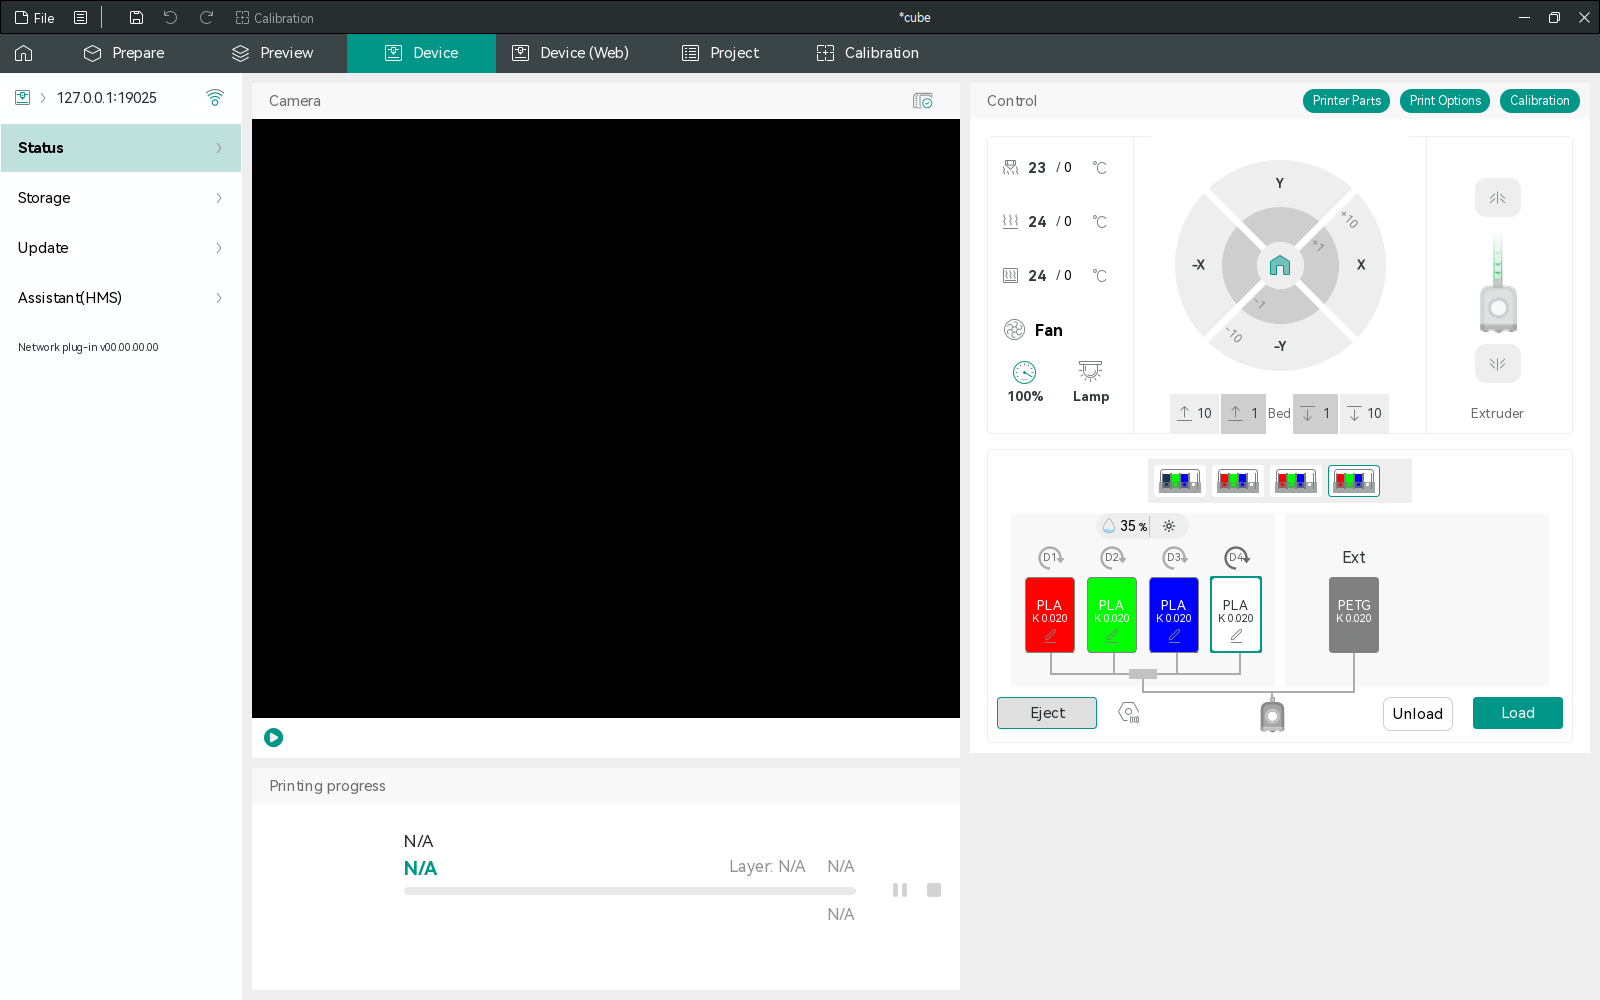 File
Calibration
*cube
Prepare
Preview
Device
Device (Web)
Project
Calibration
127.0.0.1:19025
Status
Storage
Update
Assistant(HMS)
Network plug-in v00.00.00.00
Camera
Printing progress
N/A
N/A
Layer: N/A
N/A
N/A
Control
Printer Parts
Print Options
Calibration
23 / 0 ℃
24 / 0 ℃
24 / 0 ℃
Fan
100%
Lamp
Y
+10
+1
-X
X
-1
-10
-Y
10
1
Bed
1
10
Extruder
35 %
D1
D2
D3
D4
PLA
K 0.020
PLA
K 0.020
PLA
K 0.020
PLA
K 0.020
Ext
PETG
K 0.020
Eject
Unload
Load